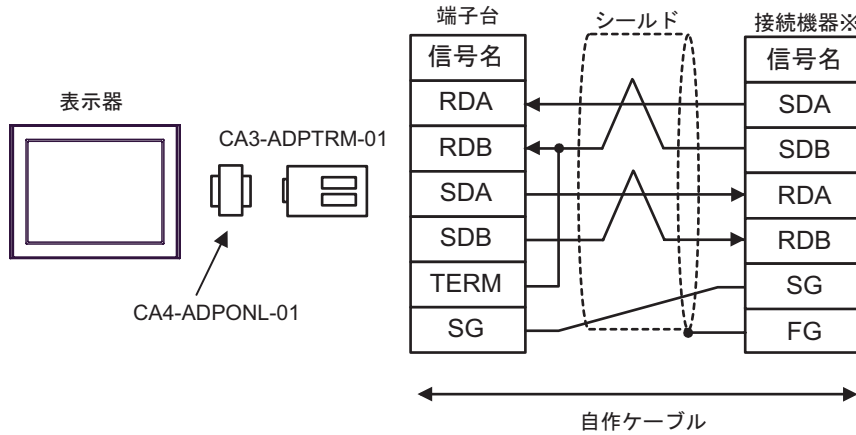 端子台
シールド
接続機器※
信号名
信号名
RDA
SDA
RDB
SDB
SDA
RDA
SDB
RDB
TERM
SG
SG
FG
表示器
CA3-ADPTRM-01
CA4-ADPONL-01
自作ケーブル